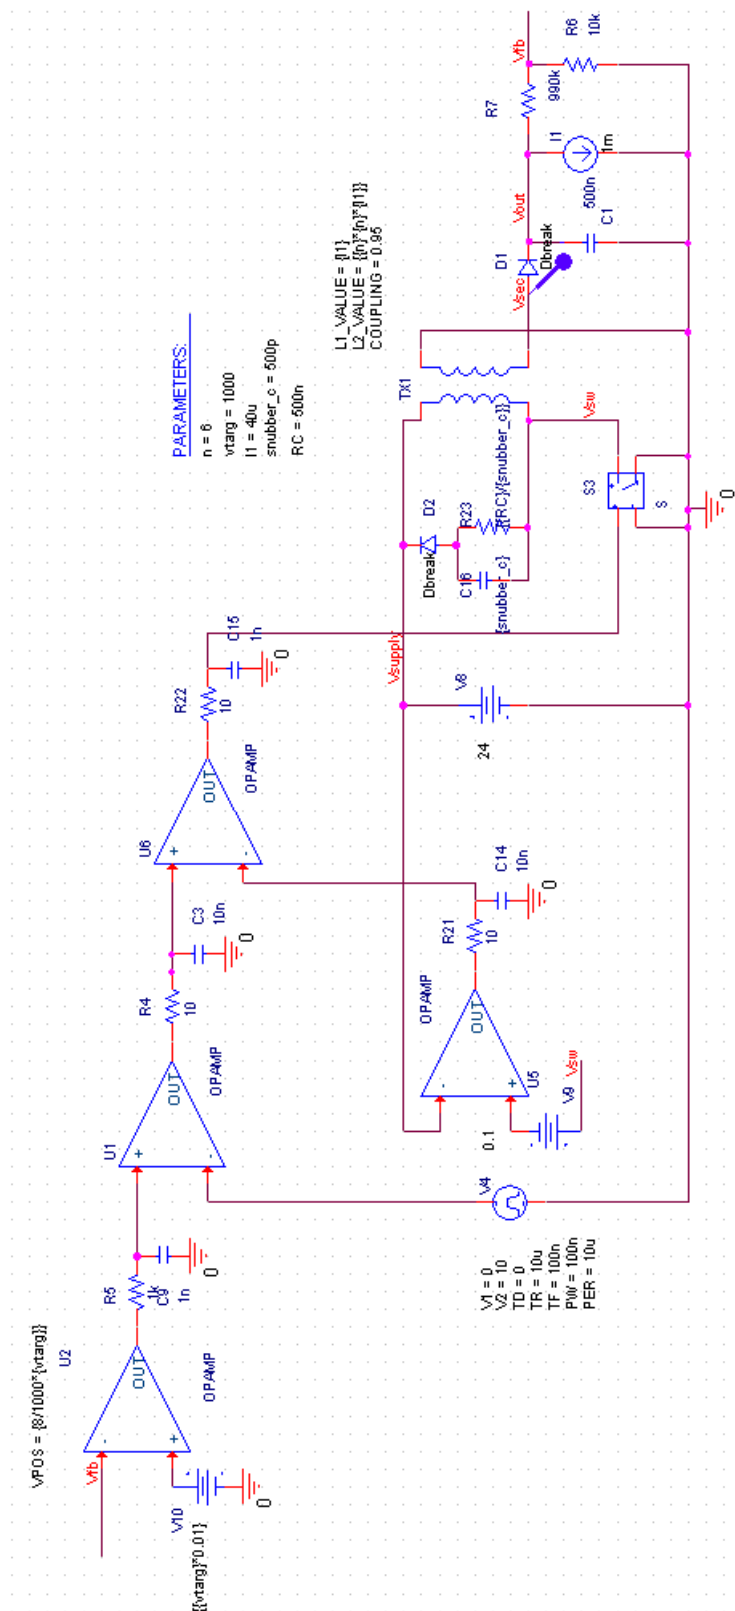 R6
10k
Vfb
R7
990k
I1
1m
Vout
500n
C1
D1
Dbreak
Vsec
L1_VALUE = {l1}
L2_VALUE = {{n}*{n}*{l1}}
COUPLING = 0.95
PARAMETERS:
n = 6
vtarg = 1000
l1 = 40u
snubber_c = 500p
RC = 500n
TX1
Vsw
S3
S
0
D2
Dbreak
R23
{{RC}/{snubber_c}}
C16
{snubber_c}
Vsupply
C15
1n
0
R22
10
V8
24
OUT
OPAMP
U6
+
-
C14
10n
0
R21
10
C3
10n
0
R4
10
OPAMP
OUT
U5
-
+
Vsw
V9
0.1
OUT
OPAMP
U1
+
-
V4
V1 = 0
V2 = 10
TD = 0
TR = 10u
TF = 100n
PW = 100n
PER = 10u
R5
1k
C9
1n
0
U2
OUT
OPAMP
VPOS = {8/1000*{vtarg}}
-
+
Vfb
V10
0
{{vtarg}*0.01}